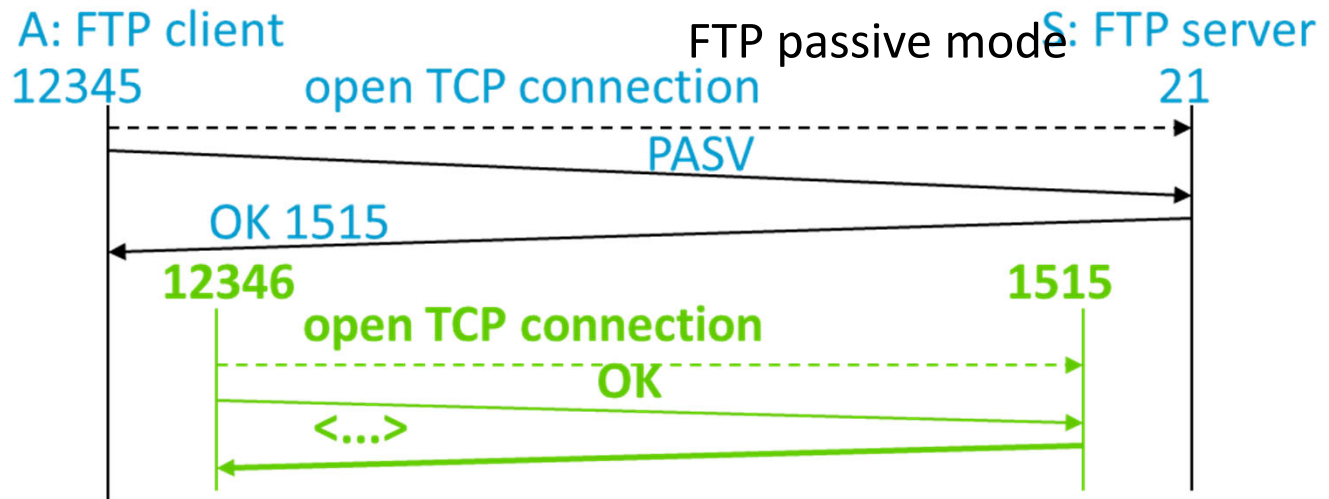 A: FTP client
FTP passive mode
S: FTP server
12345
open TCP connection
21
PASV
OK 1515
12346
1515
open TCP connection
OK
<...>